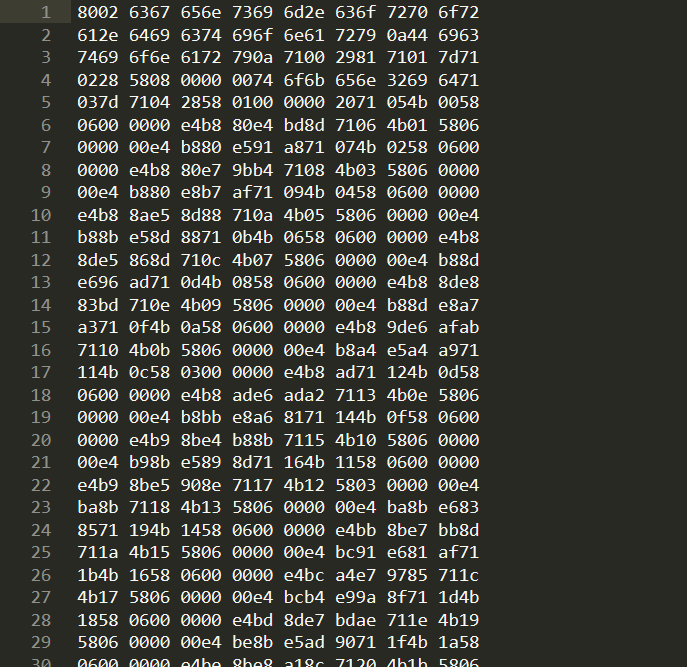 1 8002 6367 656e 7369 6d2e 636f 7270 6f72
2 612e 6469 6374 696f 6e61 7279 0a44 6963
3 7469 6f6e 6172 790a 7100 2981 7101 7d71
4 0228 5808 0000 0074 6f6b 656e 3269 6471
5 037d 7104 2858 0100 0000 2071 054b 0058
6 0600 0000 e4b8 80e4 bd8d 7106 4b01 5806
7 0000 00e4 b880 e591 a871 074b 0258 0600
8 0000 e4b8 80e7 9bb4 7108 4b03 5806 0000
9 00e4 b880 e8b7 af71 094b 0458 0600 0000
10 e4b8 8ae5 8d88 710a 4b05 5806 0000 00e4
11 b88b e58d 8871 0b4b 0658 0600 0000 e4b8
12 8de5 868d 710c 4b07 5806 0000 00e4 b88d
13 e696 ad71 0d4b 0858 0600 0000 e4b8 8de8
14 83bd 710e 4b09 5806 0000 00e4 b88d e8a7
15 a371 0f4b 0a58 0600 0000 e4b8 9de6 afab
16 7110 4b0b 5806 0000 00e4 b8a4 e5a4 a971
17 114b 0c58 0300 0000 e4b8 ad71 124b 0d58
18 0600 0000 e4b8 ade6 ada2 7113 4b0e 5806
19 0000 00e4 b8bb e8a6 8171 144b 0f58 0600
20 0000 e4b9 8be4 b88b 7115 4b10 5806 0000
21 00e4 b98b e589 8d71 164b 1158 0600 0000
22 e4b9 8be5 908e 7117 4b12 5803 0000 00e4
23 ba8b 7118 4b13 5806 0000 00e4 ba8b e683
24 8571 194b 1458 0600 0000 e4bb 8be7 bb8d
25 711a 4b15 5806 0000 00e4 bc91 e681 af71
26 1b4b 1658 0600 0000 e4bc a4e7 9785 711c
27 4b17 5806 0000 00e4 bcb4 e99a 8f71 1d4b
28 1858 0600 0000 e4bd 8de7 bdae 711e 4b19
29 5806 0000 00e4 be8b e5ad 9071 1f4b 1a58
30 0600 0000 e4be 8be8 a18c 7120 4b1b 5806